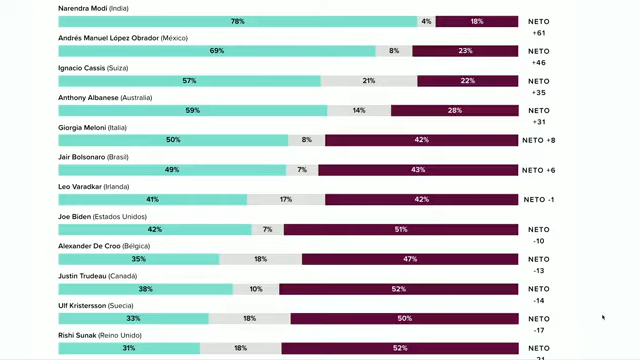 Narendra Modi (India)
78% 4% 18% NETO
+61
Andrés Manuel López Obrador (México)
69% 8% 23% NETO
+46
Ignacio Cassis (Suiza)
57% 21% 22% NETO
+35
Anthony Albanese (Australia)
59% 14% 28% NETO
+31
Giorgia Meloni (Italia)
50% 8% 42% NETO +8
Jair Bolsonaro (Brasil)
49% 7% 43% NETO +6
Leo Varadkar (Irlanda)
41% 17% 42% NETO -1
Joe Biden (Estados Unidos)
42% 7% 51% NETO
-10
Alexander De Croo (Bélgica)
35% 18% 47% NETO
-13
Justin Trudeau (Canadá)
38% 10% 52% NETO
-14
Ulf Kristersson (Suecia)
33% 18% 50% NETO
-17
Rishi Sunak (Reino Unido)
31% 18% 52% NETO